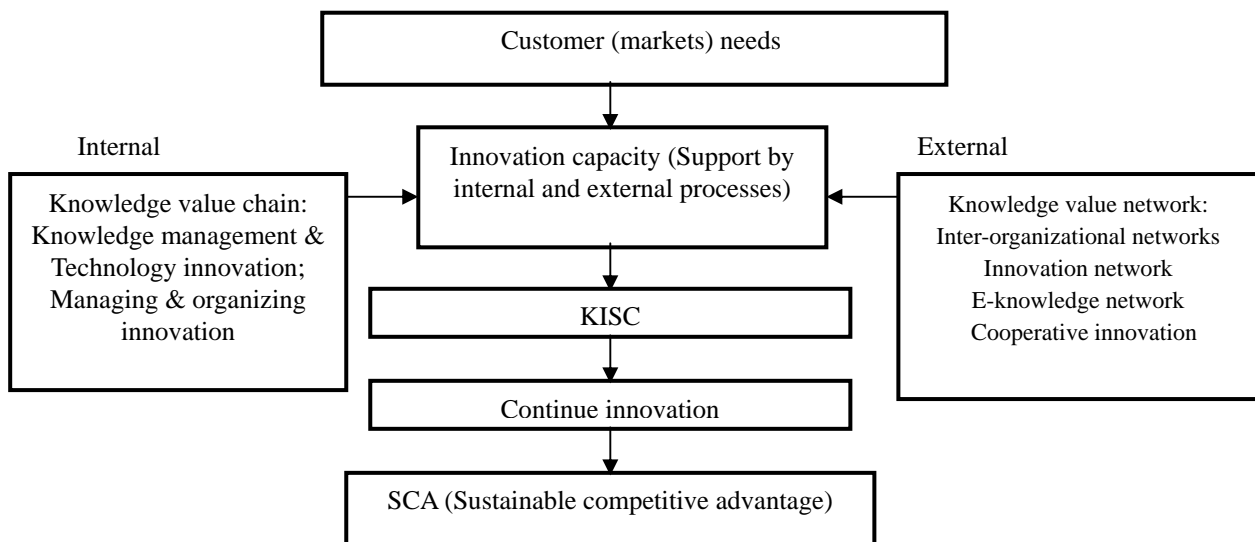 Customer (markets) needs
Internal
Innovation capacity (Support by
internal and external processes)
External
Knowledge value chain:
Knowledge management &
Technology innovation;
Managing & organizing
innovation
Knowledge value network:
Inter-organizational networks
Innovation network
E-knowledge network
Cooperative innovation
KISC
Continue innovation
SCA (Sustainable competitive advantage)